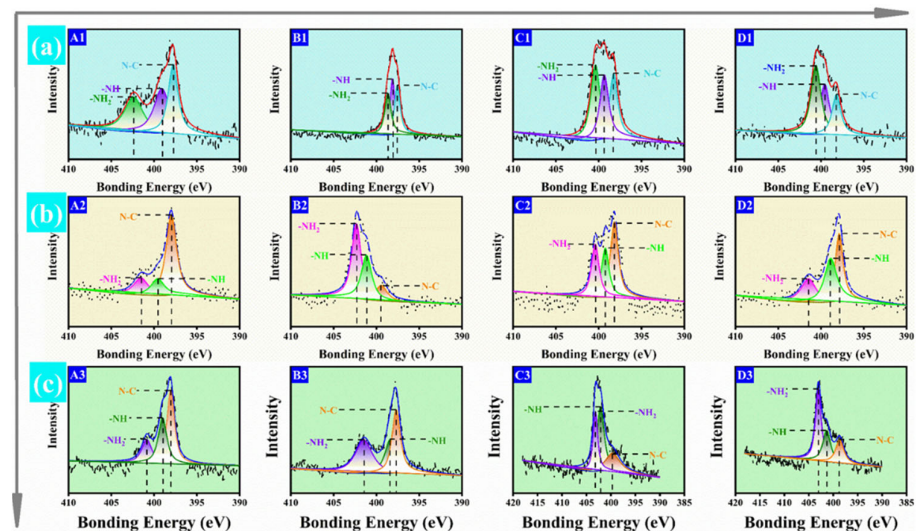 (a)
A1
Intensity
N-C
-NH
-NH₂
410 405 400 395 390
Bonding Energy (eV)
B1
Intensity
-NH
-NH₂
N-C
410 405 400 395 390
Bonding Energy (eV)
C1
Intensity
-NH₂
-NH
N-C
410 405 400 395 390
Bonding Energy (eV)
D1
Intensity
-NH₂
-NH
N-C
410 405 400 395 390
Bonding Energy (eV)
(b)
A2
Intensity
N-C
-NH₂
-NH
410 405 400 395 390
Bonding Energy (eV)
B2
Intensity
-NH₂
-NH
N-C
410 405 400 395 390
Bonding Energy (eV)
C2
Intensity
N-C
-NH₂
-NH
410 405 400 395 390
Bonding Energy (eV)
D2
Intensity
N-C
-NH
-NH₂
410 405 400 395 390
Bonding Energy (eV)
(c)
A3
Intensity
N-C
-NH
-NH₂
410 405 400 395 390
Bonding Energy (eV)
B3
Intensity
N-C
-NH₂
-NH
410 405 400 395 390
Bonding Energy (eV)
C3
Intensity
-NH
-NH₂
N-C
420 415 410 405 400 395 390 385
Bonding Energy (eV)
D3
Intensity
-NH₂
-NH
N-C
420 415 410 405 400 395 390 385
Bonding Energy (eV)